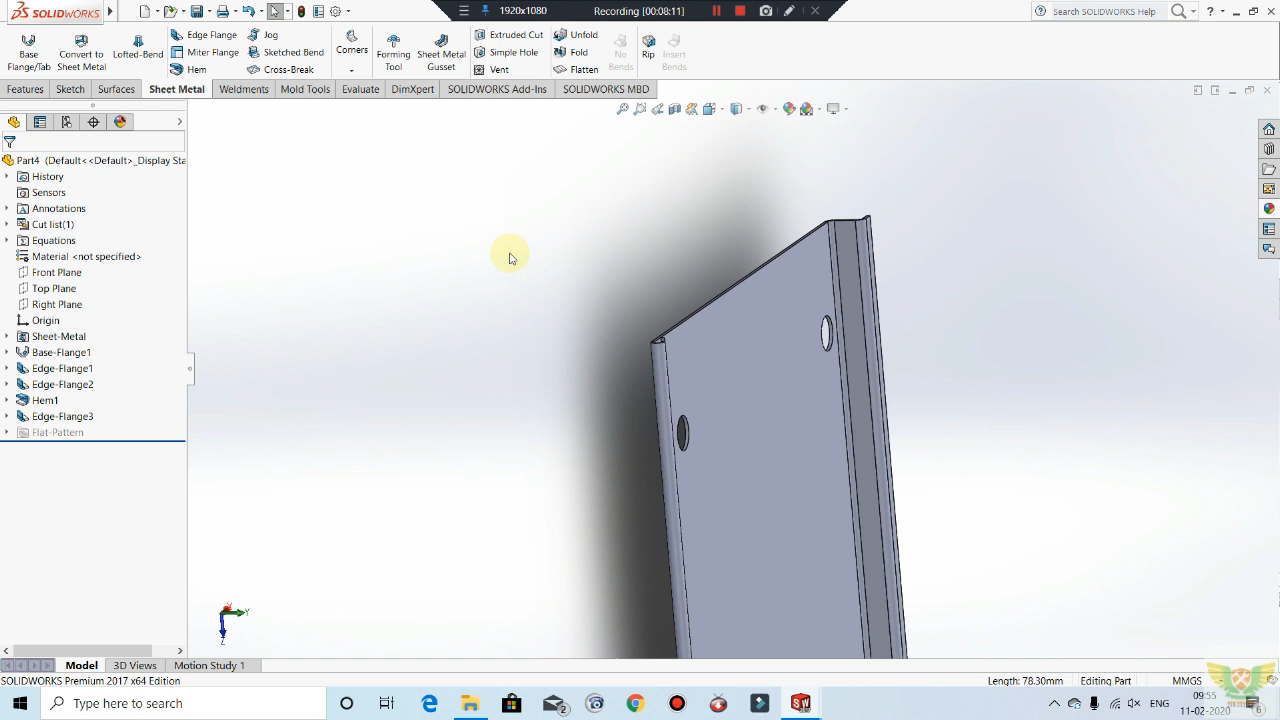 SOLIDWORKS
1920x1080
Recording [00:08:11]
Search SOLIDWORKS Help
Base
Flange/Tab
Convert to
Sheet Metal
Lofted-Bend
Edge Flange
Miter Flange
Hem
Jog
Sketched Bend
Cross-Break
Corners
Forming
Tool
Sheet Metal
Gusset
Extruded Cut
Simple Hole
Vent
Unfold
Fold
Flatten
No
Bends
Rip
Insert
Bends
Features
Sketch
Surfaces
Sheet Metal
Weldments
Mold Tools
Evaluate
DimXpert
SOLIDWORKS Add-Ins
SOLIDWORKS MBD
Part4 (Default<<Default>_Display Sta
History
Sensors
Annotations
Cut list(1)
Equations
Material <not specified>
Front Plane
Top Plane
Right Plane
Origin
Sheet-Metal
Base-Flange1
Edge-Flange1
Edge-Flange2
Hem1
Edge-Flange3
Flat-Pattern
Y
Z
Model
3D Views
Motion Study 1
SOLIDWORKS Premium 2017 x64 Edition
Length: 78.30mm
Editing Part
MMGS
Type here to search
2
ENG
09:55
11-02-2020
6